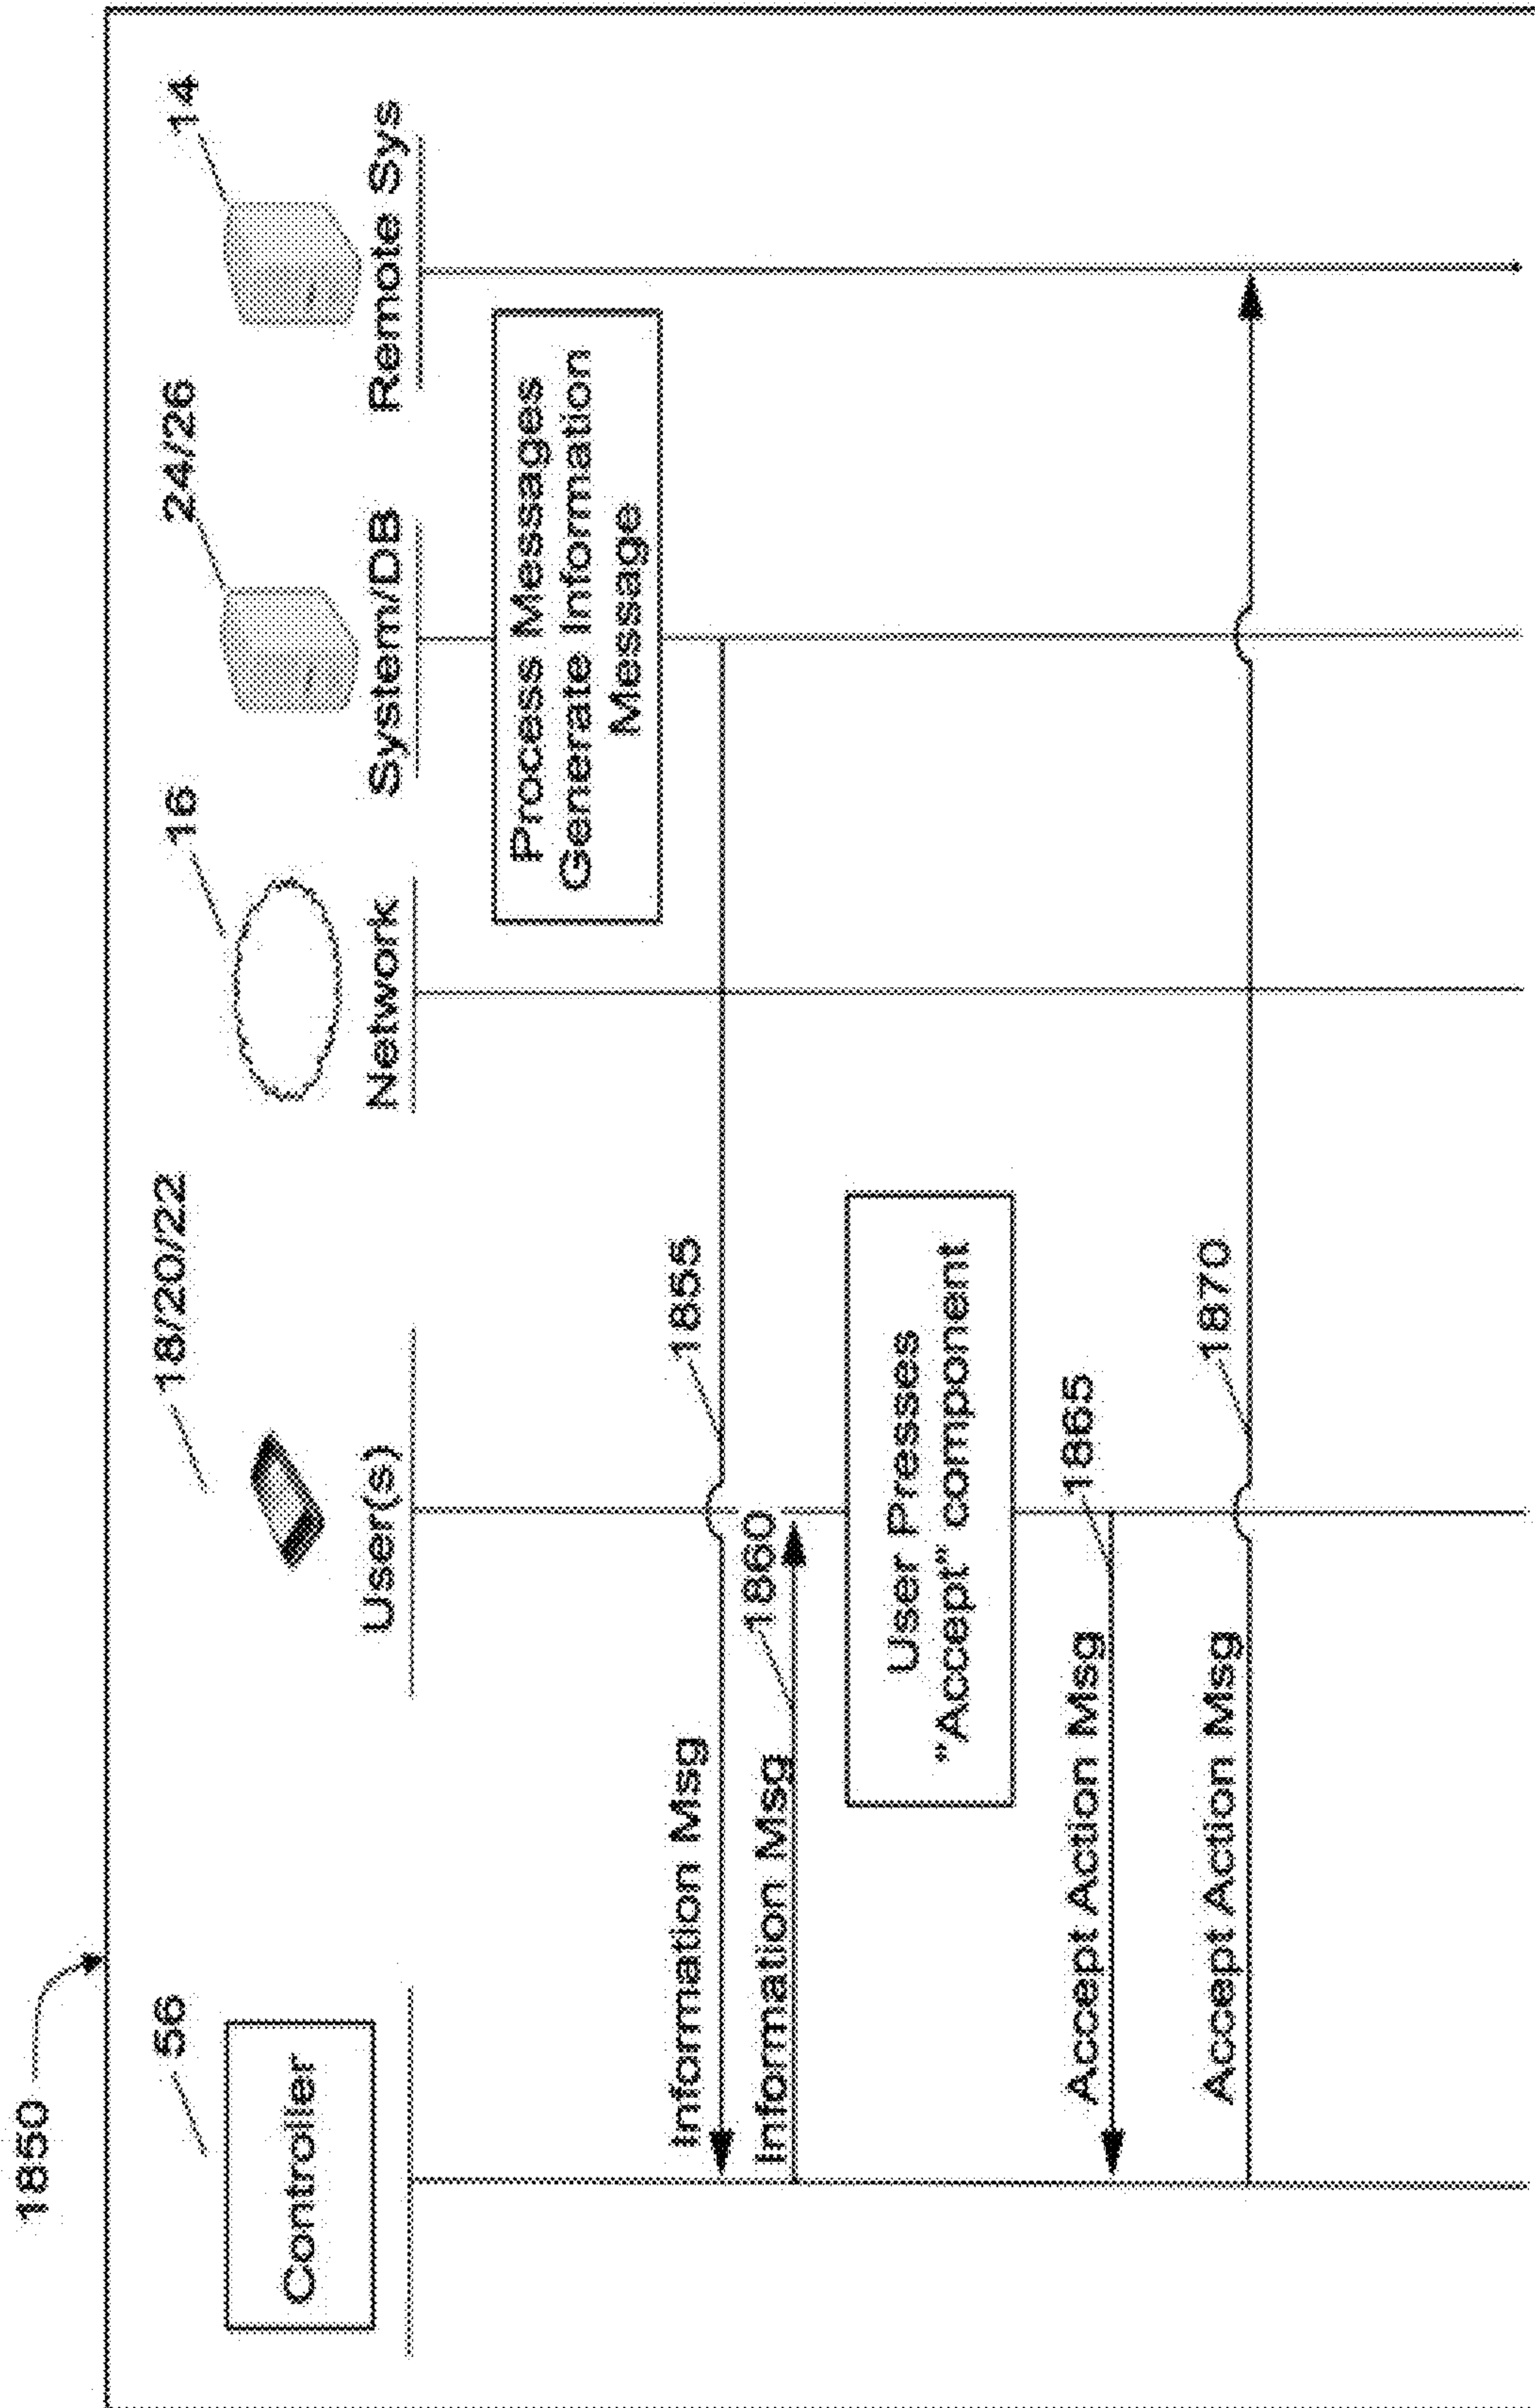 1850
56
18/20/22
16
24/26
14
Controller
User(s)
Network
System/DB
Remote Sys
Process Messages
Generate Information
Message
Information Msg
1855
Information Msg
1860
User Presses
"Accept" component
Accept Action Msg
1865
Accept Action Msg
1870